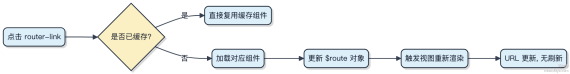 点击 router-link
是否已缓存?
是
直接复用缓存组件
否
加载对应组件
更新 $route 对象
触发视图重新渲染
URL 更新, 无刷新